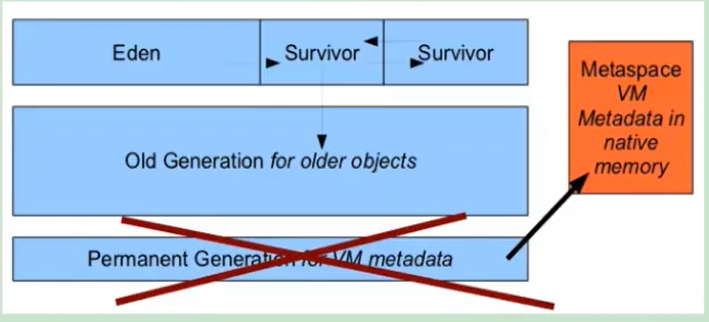 Eden
Survivor
Survivor
Old Generation for older objects
Permanent Generation for VM metadata
Metaspace
VM
Metadata in
native
memory